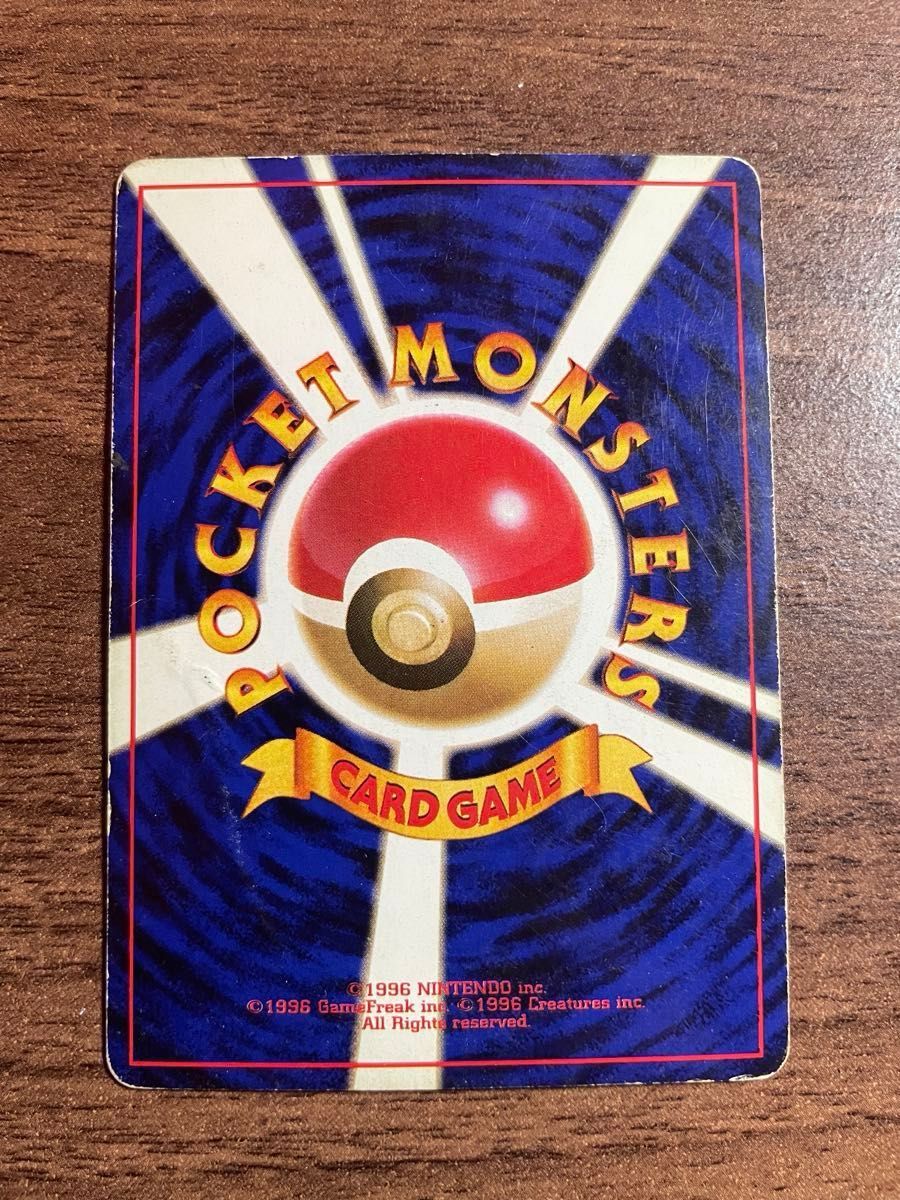 POCKET MONSTERS
CARD GAME
©1996 NINTENDO inc.
©1996 GameFreak inc. ©1996 Creatures inc.
All Rights reserved.